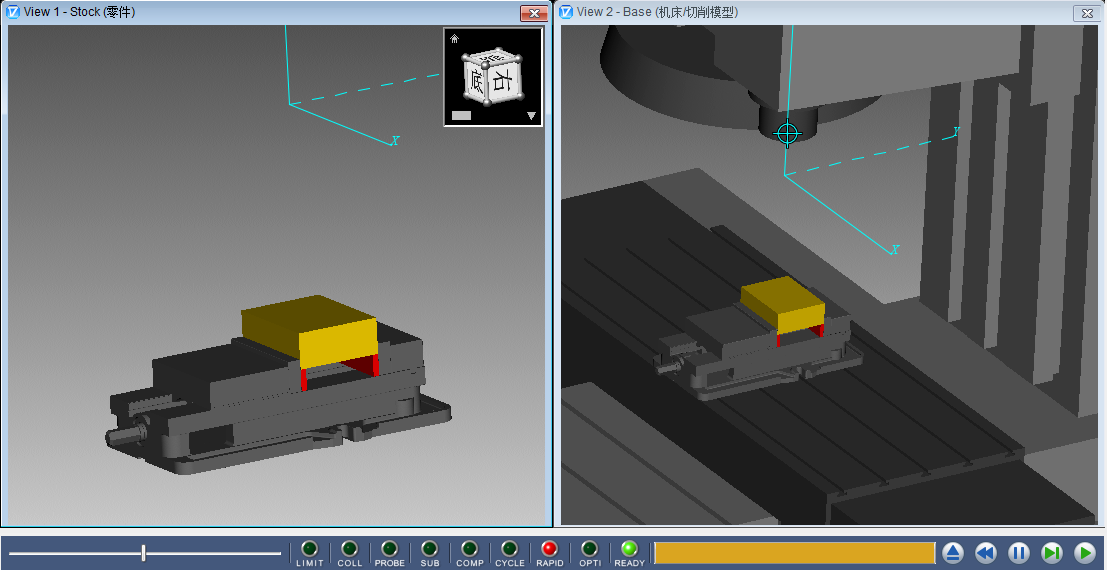 View 1 - Stock (零件)
View 2 - Base (机床/切削模型)
底
右
X
Y
X
LIMIT
COLL
PROBE
SUB
COMP
CYCLE
RAPID
OPTI
READY